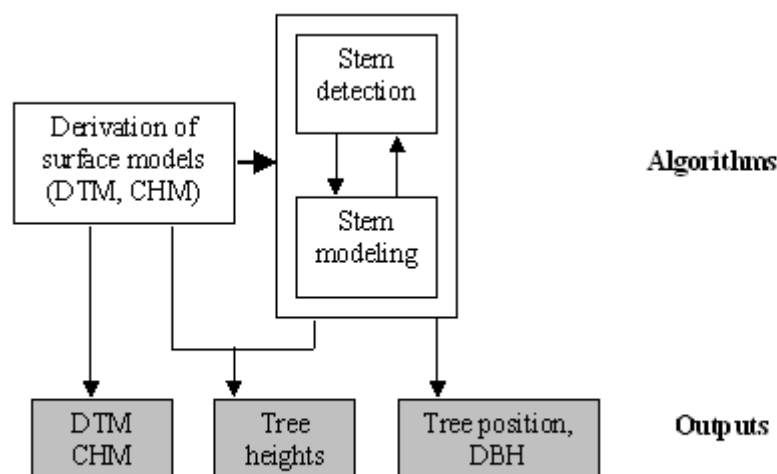 Stem
detection
Derivation of
surface models
(DTM, CHM)
Algorithms
Stem
modeling
DTM
CHM
Tree
heights
Tree position,
DBH
Outputs